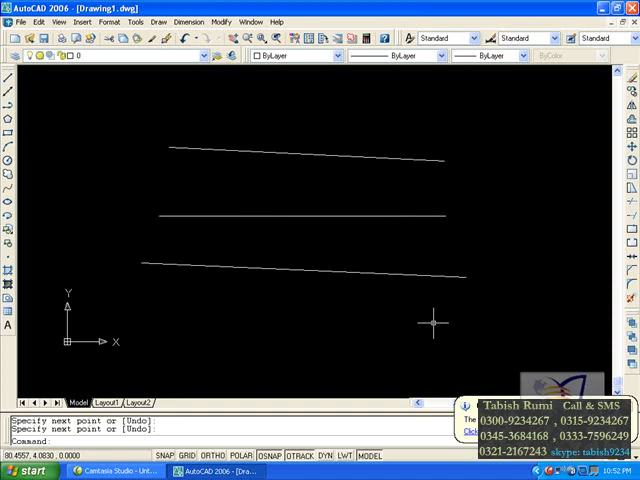 AutoCAD 2006 - [Drawing1.dwg]
File Edit View Insert Format Tools Draw Dimension Modify Window Help
Standard
Standard
Standard
0
ByLayer
ByLayer
ByLayer
ByColor
Y
X
Model Layout1 Layout2
The
Clic
Tabish Rumi Call & SMS
0300-9234267 , 0315-9234267
0345-3684168 , 0333-7596249
0321-2167243 skype: tabish9234
Specify next point or [Undo]:
Specify next point or [Undo]:
Command:
80.4557, 4.0830, 0.0000 SNAP GRID ORTHO POLAR OSNAP OTRACK DYN LWT MODEL
start Camtasia Studio - Unt... AutoCAD 2006 - [Dra... 10:52 PM